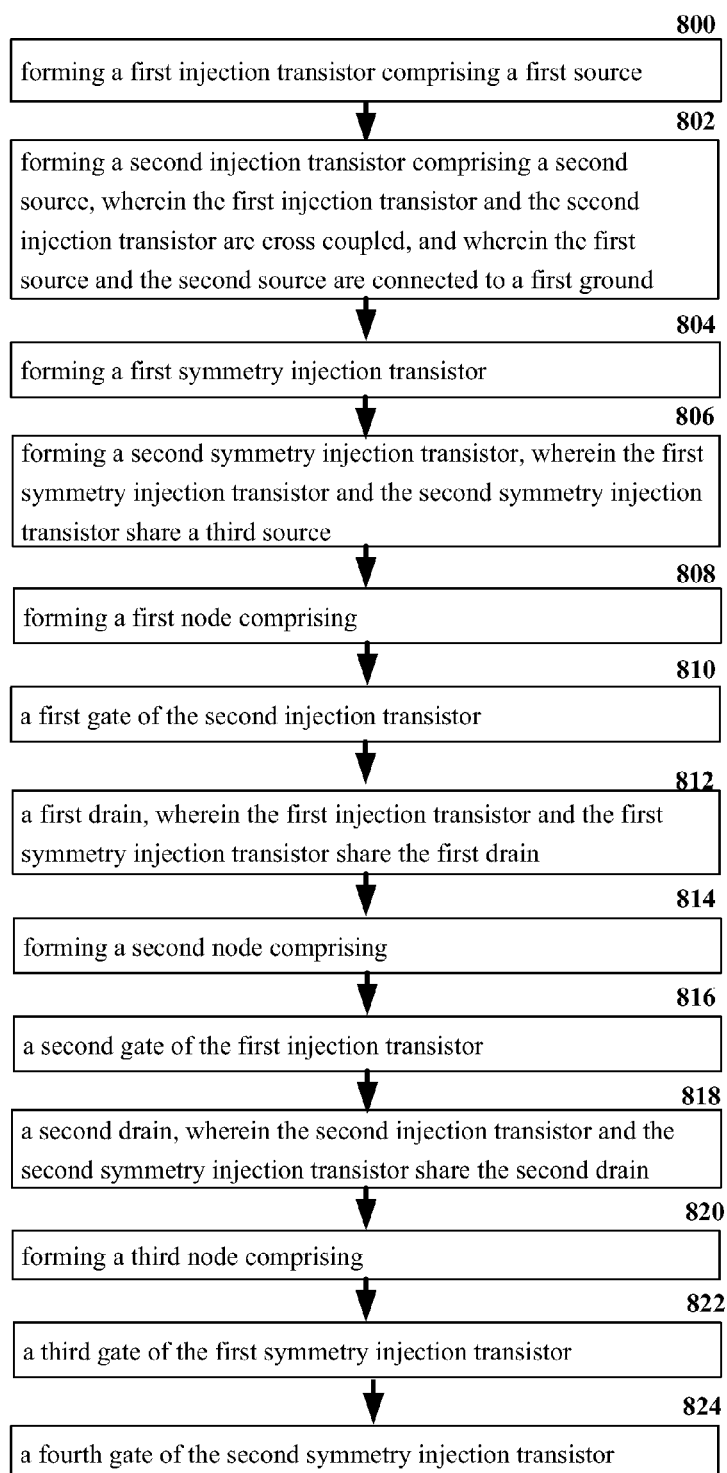 800
forming a first injection transistor comprising a first source
802
forming a second injection transistor comprising a second
source, wherein the first injection transistor and the second
injection transistor are cross coupled, and wherein the first
source and the second source are connected to a first ground
804
forming a first symmetry injection transistor
806
forming a second symmetry injection transistor, wherein the first
symmetry injection transistor and the second symmetry injection
transistor share a third source
808
forming a first node comprising
810
a first gate of the second injection transistor
812
a first drain, wherein the first injection transistor and the first
symmetry injection transistor share the first drain
814
forming a second node comprising
816
a second gate of the first injection transistor
818
a second drain, wherein the second injection transistor and the
second symmetry injection transistor share the second drain
820
forming a third node comprising
822
a third gate of the first symmetry injection transistor
824
a fourth gate of the second symmetry injection transistor